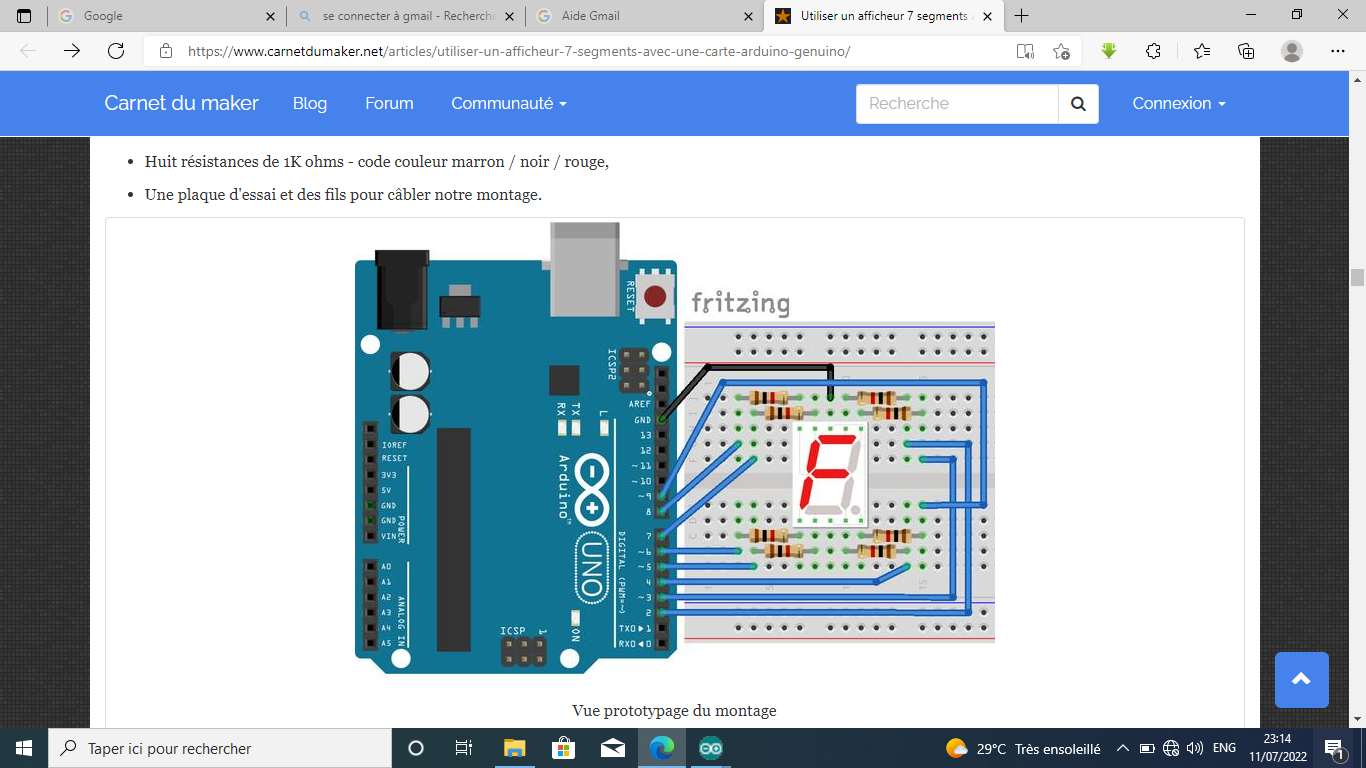 Google
se connecter à gmail - Recherche
Aide Gmail
Utiliser un afficheur 7 segments a
https://www.carnetdumaker.net/articles/utiliser-un-afficheur-7-segments-avec-une-carte-arduino-genuino/
Carnet du maker Blog Forum Communauté Recherche Connexion
Huit résistances de 1K ohms - code couleur marron / noir / rouge,
Une plaque d'essai et des fils pour câbler notre montage.
fritzing
RESET
ICSP2
AREF
GND
13
12
~11
~10
~9
8
7
~6
~5
4
~3
2
TX0▶1
RX0◀0
DIGITAL (PWM=~)
L
TX
RX
Arduino™
UNO
ON
ICSP
1
IOREF
RESET
3V3
5V
GND
GND
VIN
POWER
A0
A1
A2
A3
A4
A5
ANALOG IN
Vue prototypage du montage
Taper ici pour rechercher
29°C Très ensoleillé
ENG
23:14
11/07/2022
1